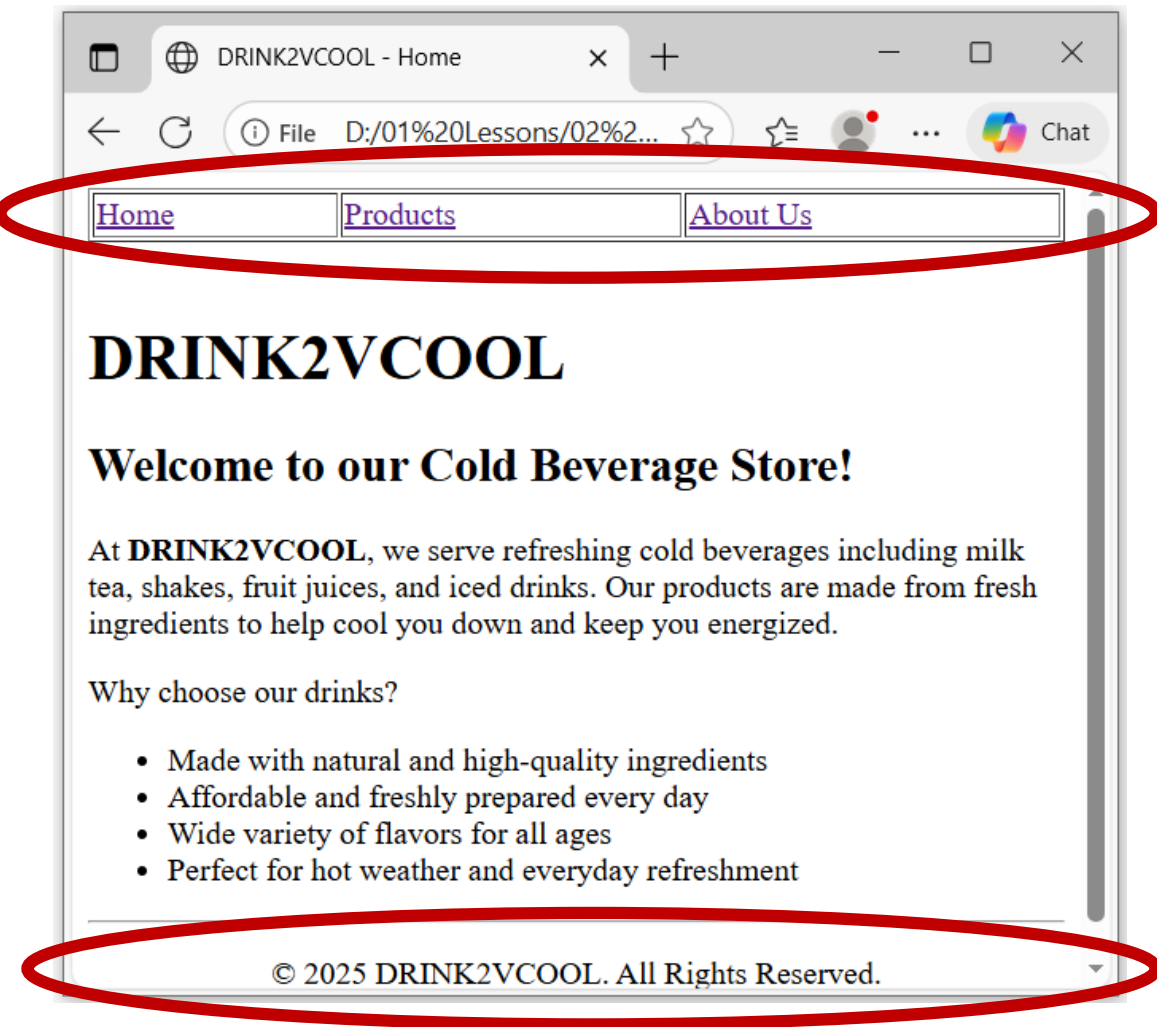 DRINK2VCOOL - Home
File D:/01%20Lessons/02%2... Chat
Home Products About Us
DRINK2VCOOL
Welcome to our Cold Beverage Store!
At DRINK2VCOOL, we serve refreshing cold beverages including milk
tea, shakes, fruit juices, and iced drinks. Our products are made from fresh
ingredients to help cool you down and keep you energized.
Why choose our drinks?
• Made with natural and high-quality ingredients
• Affordable and freshly prepared every day
• Wide variety of flavors for all ages
• Perfect for hot weather and everyday refreshment
© 2025 DRINK2VCOOL. All Rights Reserved.